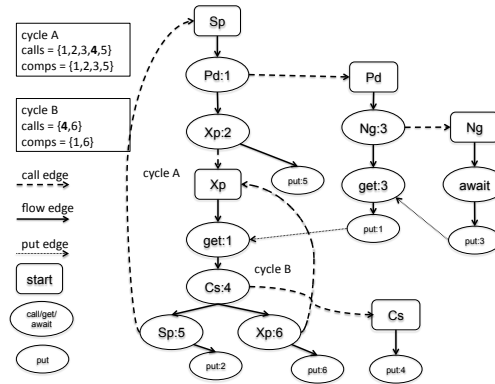 cycle A
calls = {1,2,3,4,5}
comps = {1,2,3,5}
cycle B
calls = {4,6}
comps = {1,6}
call edge
flow edge
put edge
start
call/get/
await
put
Sp
Pd:1
Pd
Xp:2
Ng:3
Ng
cycle A
put:5
Xp
get:3
await
get:1
put:1
put:3
cycle B
Cs:4
Sp:5
Xp:6
Cs
put:2
put:6
put:4